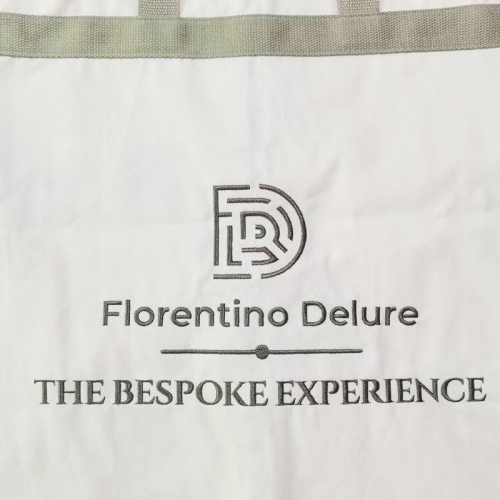 Florentino Delure
THE BESPOKE EXPERIENCE